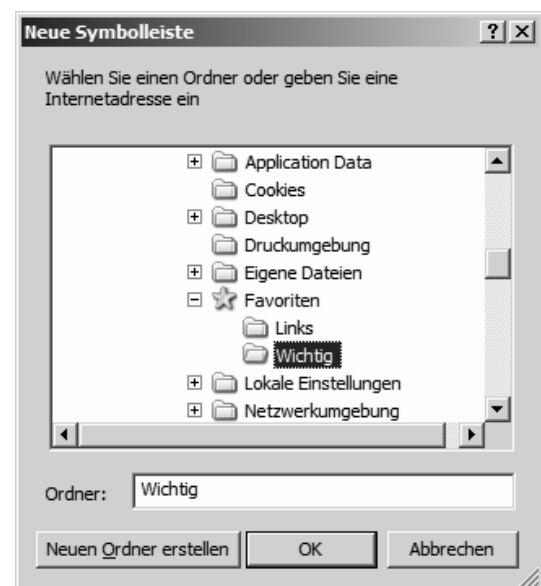 Neue Symbolleiste
Wählen Sie einen Ordner oder geben Sie eine
Internetadresse ein
Application Data
Cookies
Desktop
Druckumgebung
Eigene Dateien
Favoriten
Links
Wichtig
Lokale Einstellungen
Netzwerkumgebung
Ordner: Wichtig
Neuen Ordner erstellen OK Abbrechen